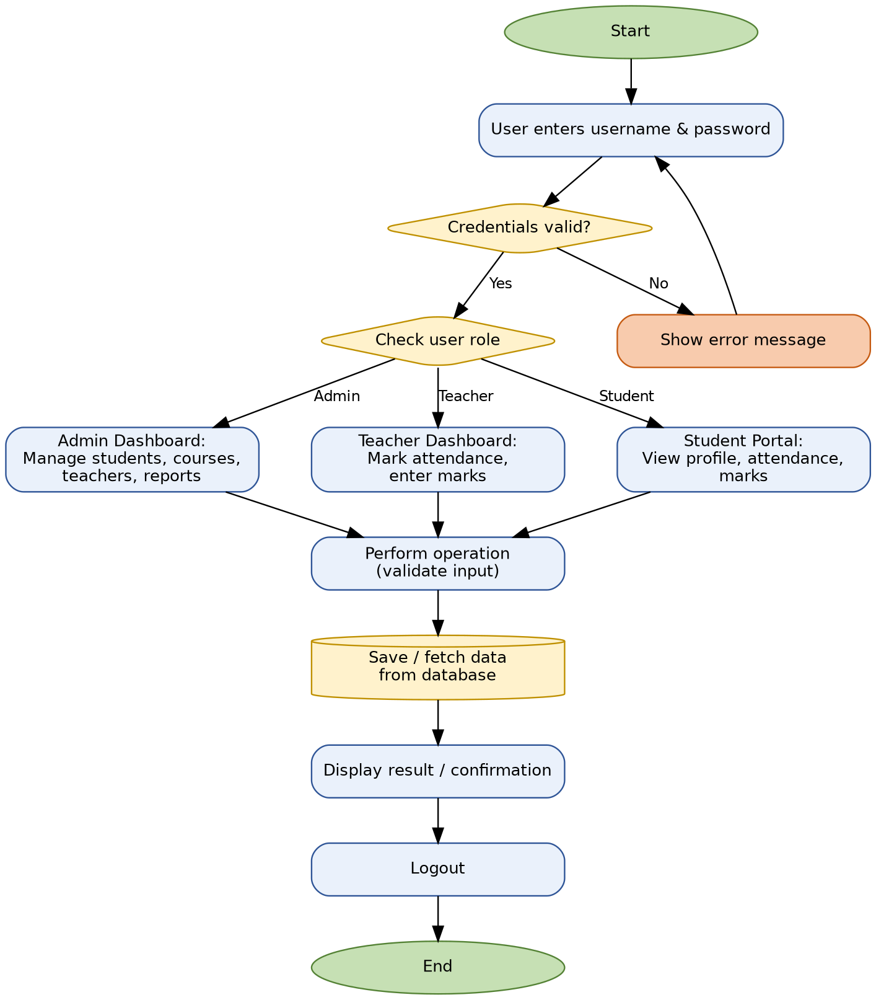 Start
User enters username & password
Credentials valid?
Yes
No
Check user role
Show error message
Admin
Teacher
Student
Admin Dashboard:
Manage students, courses,
teachers, reports
Teacher Dashboard:
Mark attendance,
enter marks
Student Portal:
View profile, attendance,
marks
Perform operation
(validate input)
Save / fetch data
from database
Display result / confirmation
Logout
End